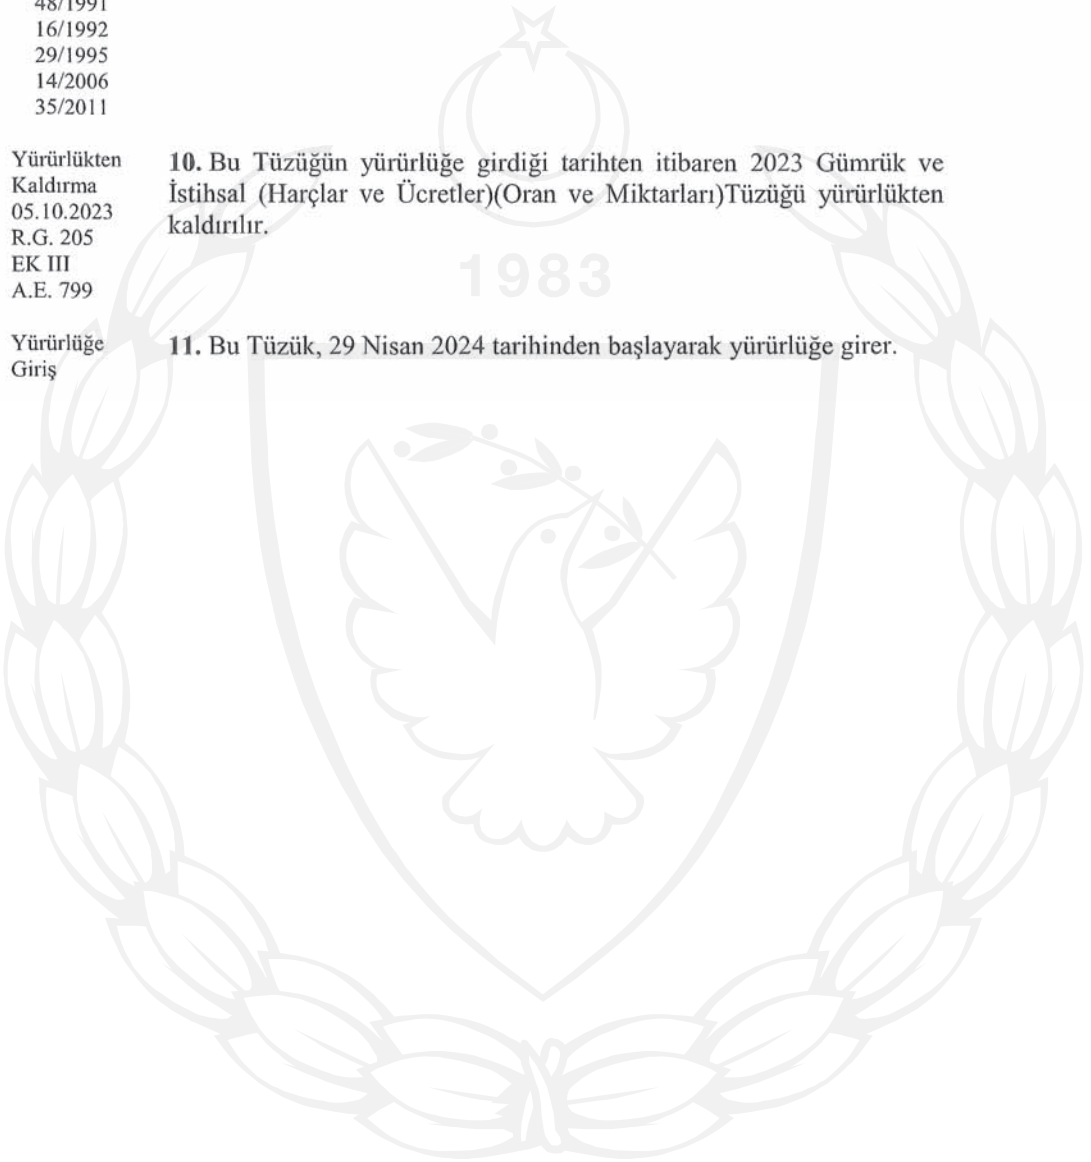 48/1991
16/1992
29/1995
14/2006
35/2011
Yürürlükten
Kaldırma
05.10.2023
R.G. 205
EK III
A.E. 799
10. Bu Tüzüğün yürürlüğe girdiği tarihten itibaren 2023 Gümrük ve
İstihsal (Harçlar ve Ücretler)(Oran ve Miktarları)Tüzüğü yürürlükten
kaldırılır.
1983
Yürürlüğe
Giriş
11. Bu Tüzük, 29 Nisan 2024 tarihinden başlayarak yürürlüğe girer.